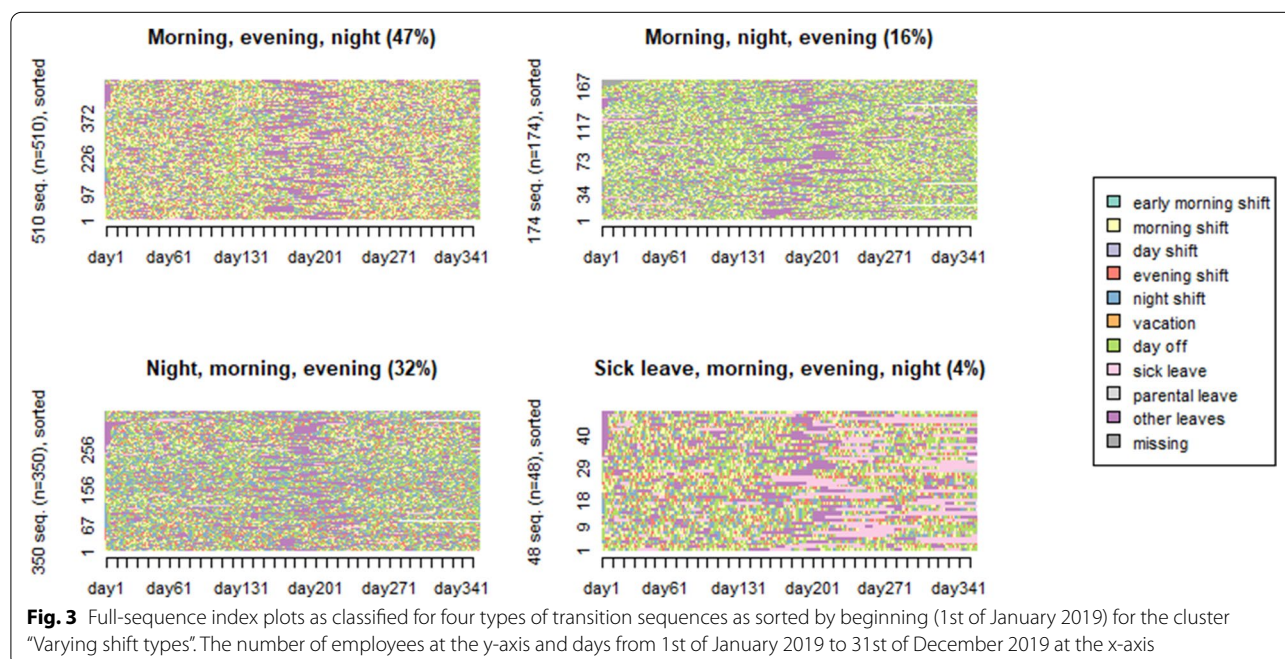 Morning, evening, night (47%)
510 seq. (n=510), sorted
1 97 226 372
day1 day61 day131 day201 day271 day341
Morning, night, evening (16%)
174 seq. (n=174), sorted
1 34 73 117 167
day1 day61 day131 day201 day271 day341
Night, morning, evening (32%)
350 seq. (n=350), sorted
1 67 156 256
day1 day61 day131 day201 day271 day341
Sick leave, morning, evening, night (4%)
48 seq. (n=48), sorted
1 9 18 29 40
day1 day61 day131 day201 day271 day341
early morning shift
morning shift
day shift
evening shift
night shift
vacation
day off
sick leave
parental leave
other leaves
missing
Fig. 3 Full-sequence index plots as classified for four types of transition sequences as sorted by beginning (1st of January 2019) for the cluster
“Varying shift types”. The number of employees at the y-axis and days from 1st of January 2019 to 31st of December 2019 at the x-axis